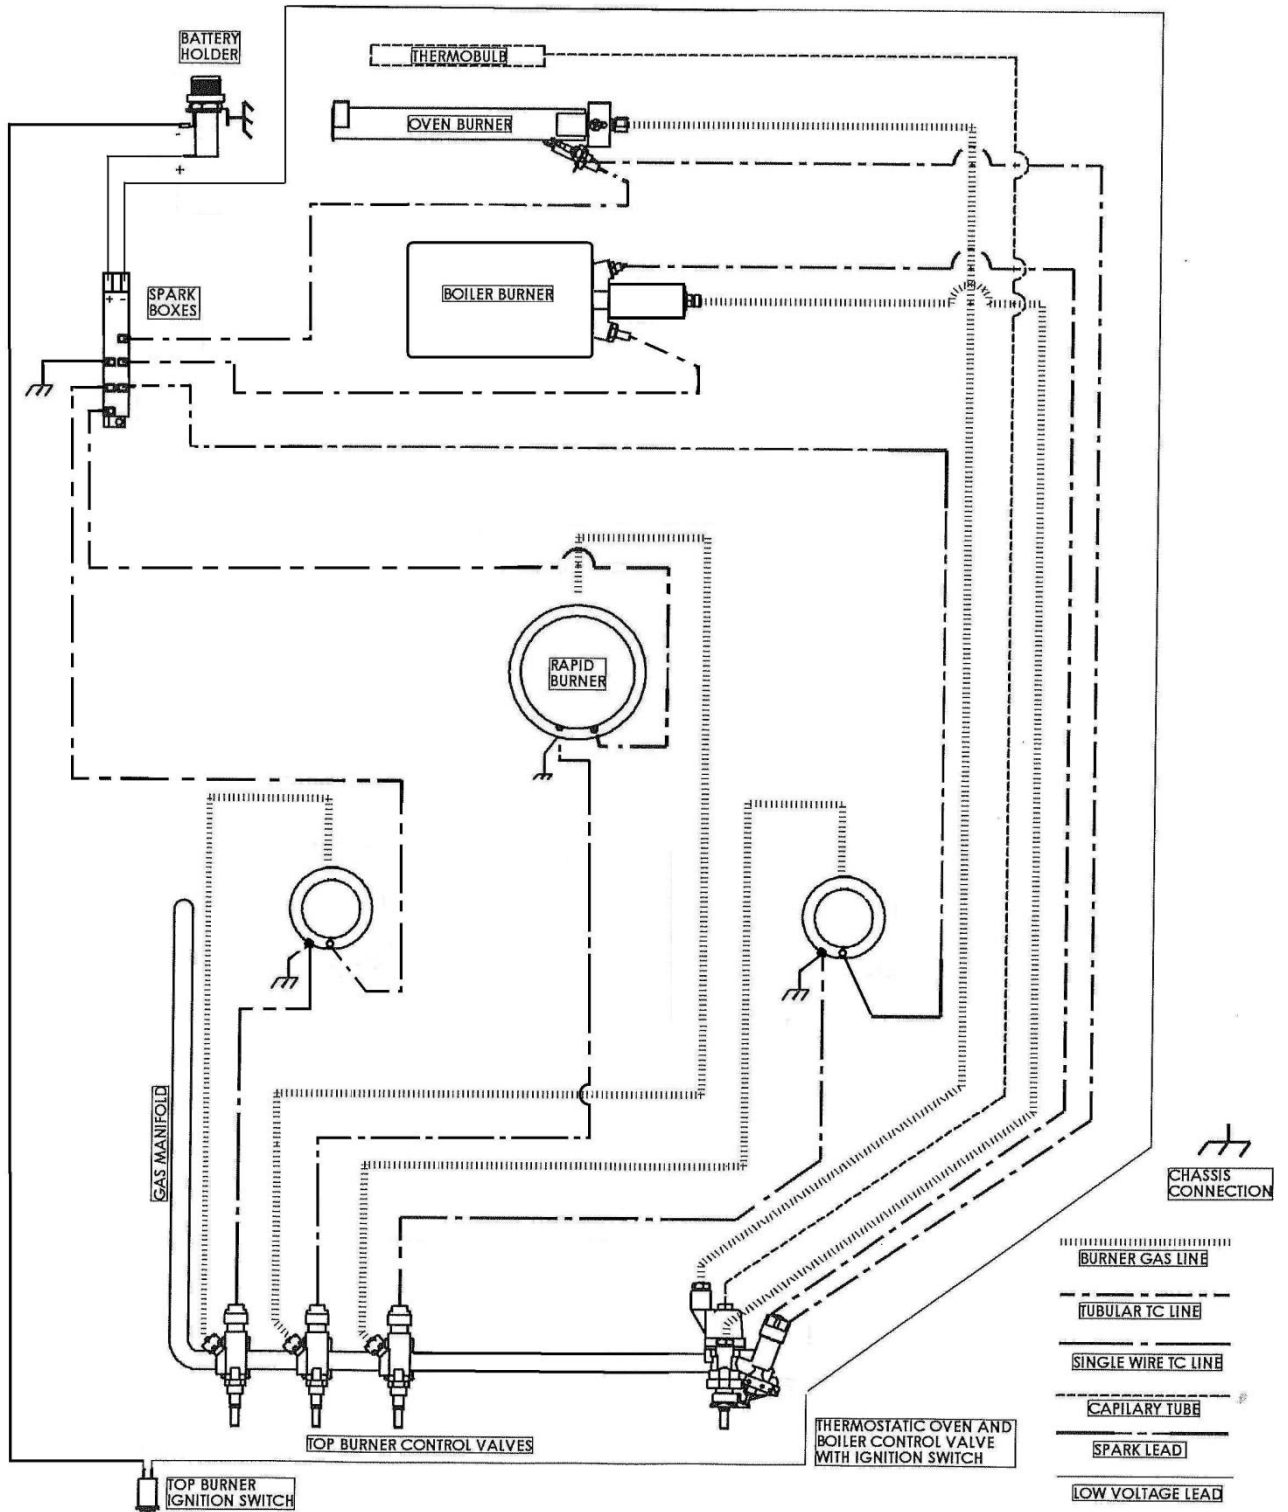 BATTERY
HOLDER
-
+
THERMOBULB
OVEN BURNER
SPARK
BOXES
+ -
BOILER BURNER
RAPID
BURNER
GAS MANIFOLD
CHASSIS
CONNECTION
BURNER GAS LINE
TUBULAR TC LINE
SINGLE WIRE TC LINE
CAPILARY TUBE
SPARK LEAD
LOW VOLTAGE LEAD
TOP BURNER CONTROL VALVES
THERMOSTATIC OVEN AND
BOILER CONTROL VALVE
WITH IGNITION SWITCH
TOP BURNER
IGNITION SWITCH